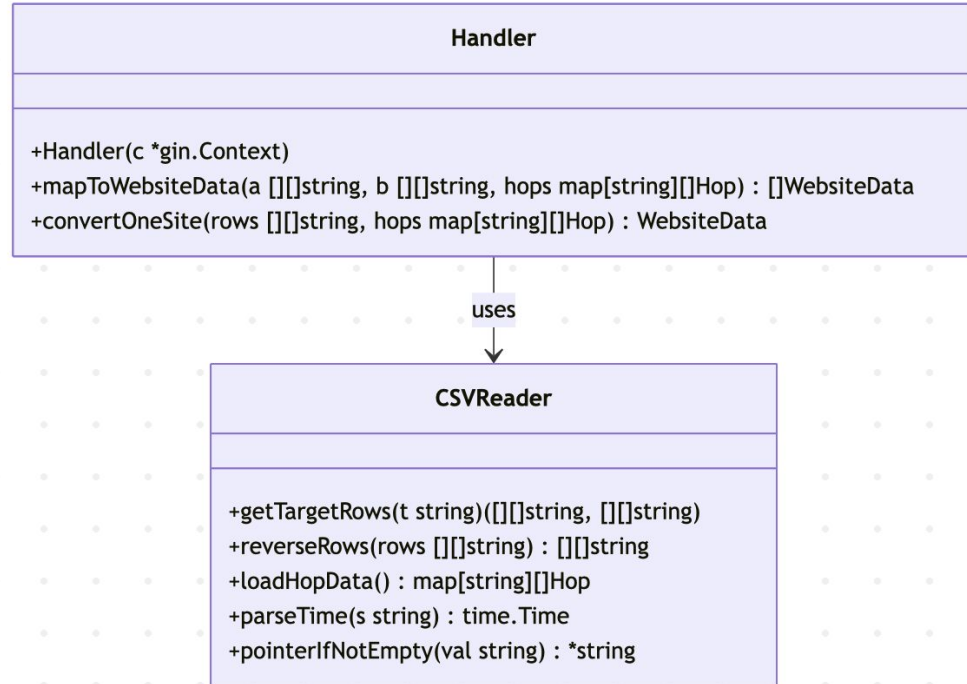 Handler
+Handler(c *gin.Context)
+mapToWebsiteData(a [][]string, b [][]string, hops map[string][]Hop) : []WebsiteData
+convertOneSite(rows [][]string, hops map[string][]Hop) : WebsiteData
uses
CSVReader
+getTargetRows(t string)([][]string, [][]string)
+reverseRows(rows [][]string) : [][]string
+loadHopData() : map[string][]Hop
+parseTime(s string) : time.Time
+pointerIfNotEmpty(val string) : *string